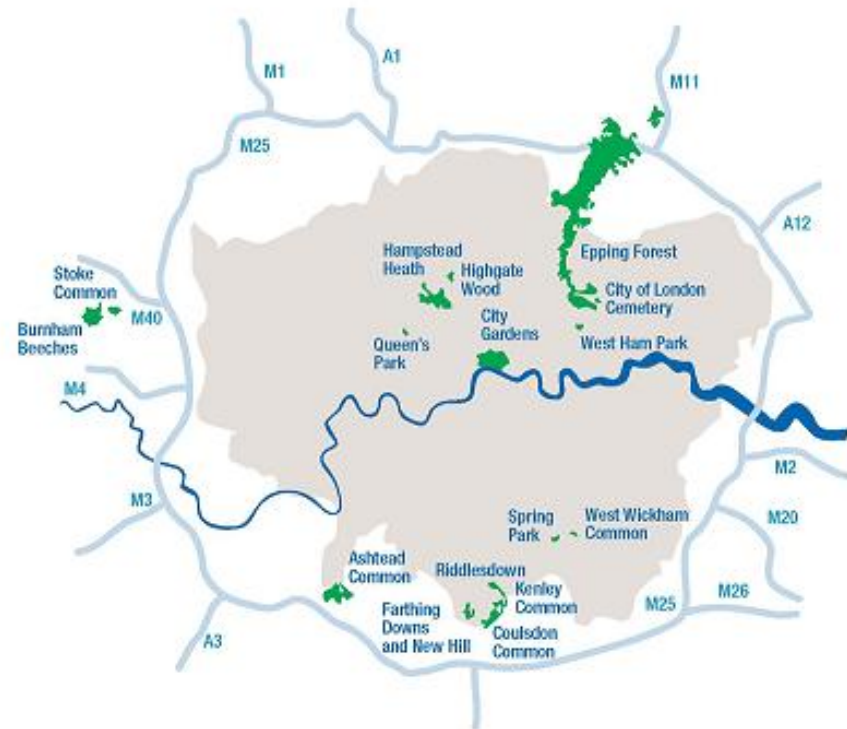 M1
A1
M11
M25
A12
Hampstead
Heath
Highgate
Wood
Epping Forest
Stoke
Common
City of London
Cemetery
M40
Burnham
Beeches
City
Gardens
Queen's
Park
West Ham Park
M4
M2
M3
M20
Spring
Park
West Wickham
Common
Ashtead
Common
Riddlesdown
Kenley
Common
M25
M26
Farthing
Downs
and New Hill
Coulsdon
Common
A3